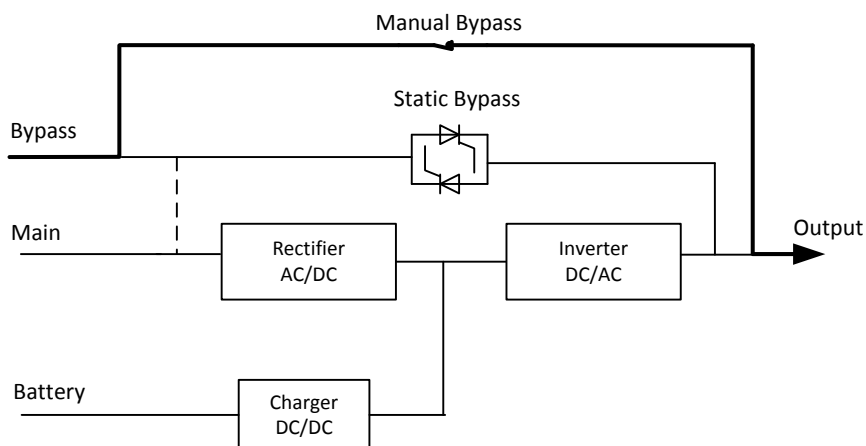 Manual Bypass
Static Bypass
Bypass
Main
Rectifier
AC/DC
Inverter
DC/AC
Output
Battery
Charger
DC/DC